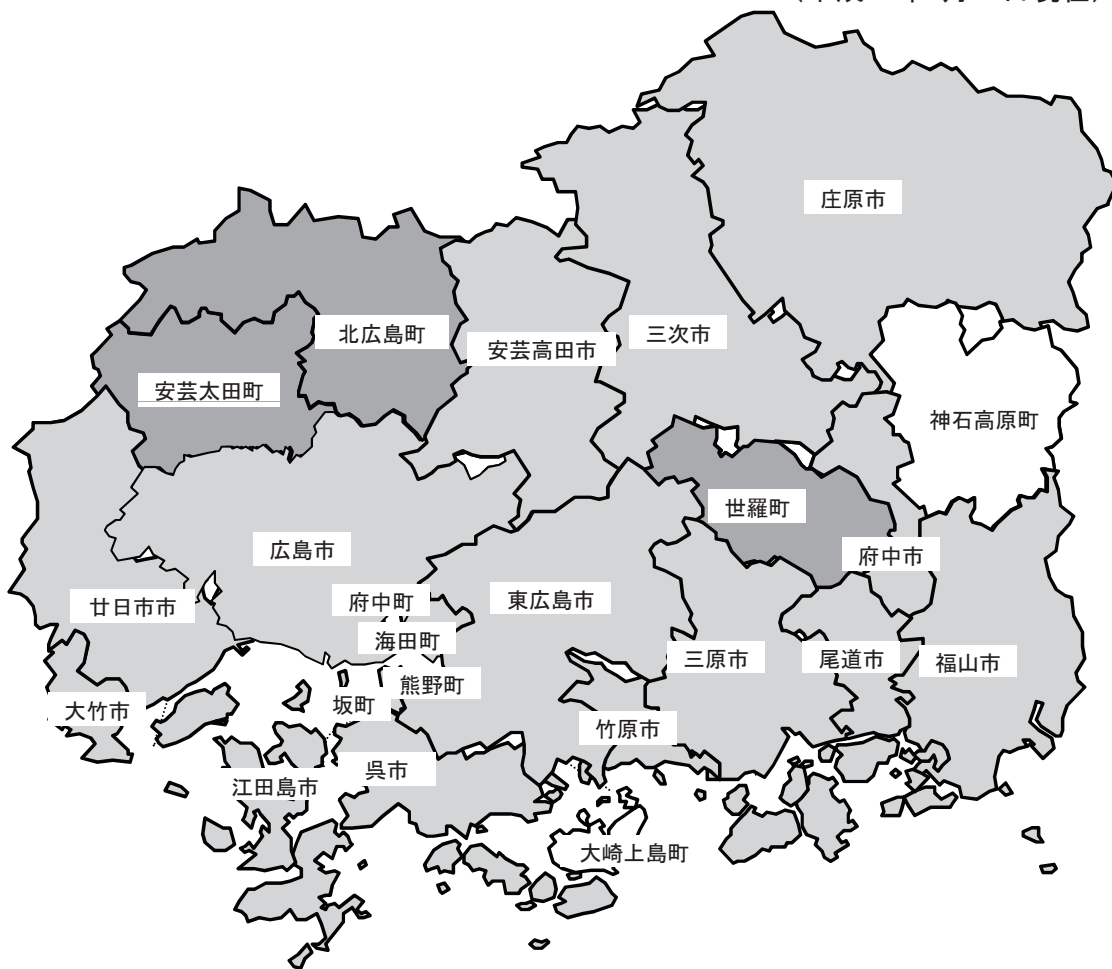 庄原市
北広島町
三次市
安芸高田市
安芸太田町
神石高原町
世羅町
広島市
府中市
府中町
東広島市
廿日市市
海田町
三原市
尾道市
福山市
熊野町
坂町
大竹市
竹原市
呉市
江田島市
大崎上島町